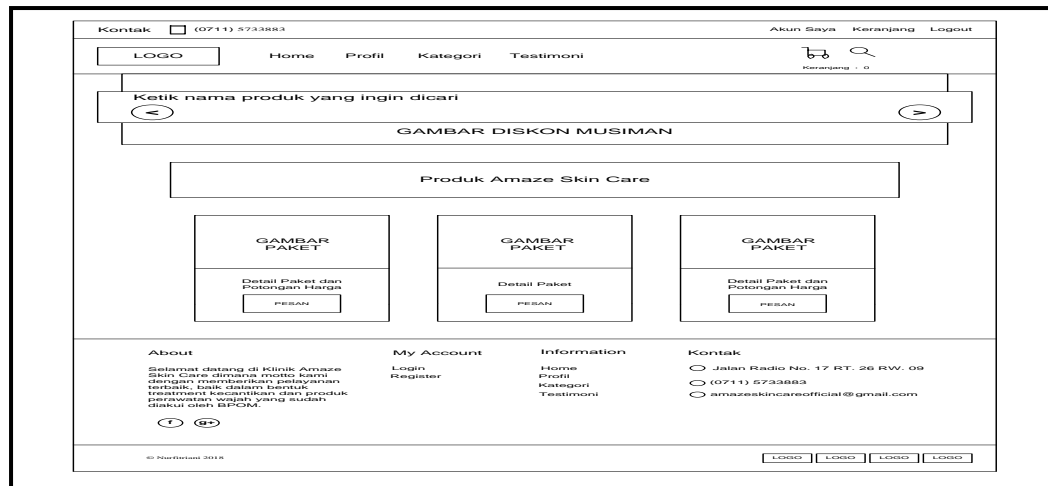 Kontak (0711) 5733883 Akun Saya Keranjang Logout
LOGO Home Profil Kategori Testimoni
Keranjang - 0
Ketik nama produk yang ingin dicari
< >
GAMBAR DISKON MUSIMAN
Produk Amaze Skin Care
GAMBAR
PAKET
Detail Paket dan
Potongan Harga
PESAN
GAMBAR
PAKET
Detail Paket
PESAN
GAMBAR
PAKET
Detail Paket dan
Potongan Harga
PESAN
About
Selamat datang di Klinik Amaze
Skin Care dimana motto kami
dengan memberikan pelayanan
terbaik, baik dalam bentuk
treatment kecantikan dan produk
perawatan wajah yang sudah
diakui oleh BPOM.
f g+
My Account
Login
Register
Information
Home
Profil
Kategori
Testimoni
Kontak
Jalan Radio No. 17 RT. 26 RW. 09
(0711) 5733883
amazeskincareofficial@gmail.com
© Nurfitriani 2018
LOGO LOGO LOGO LOGO